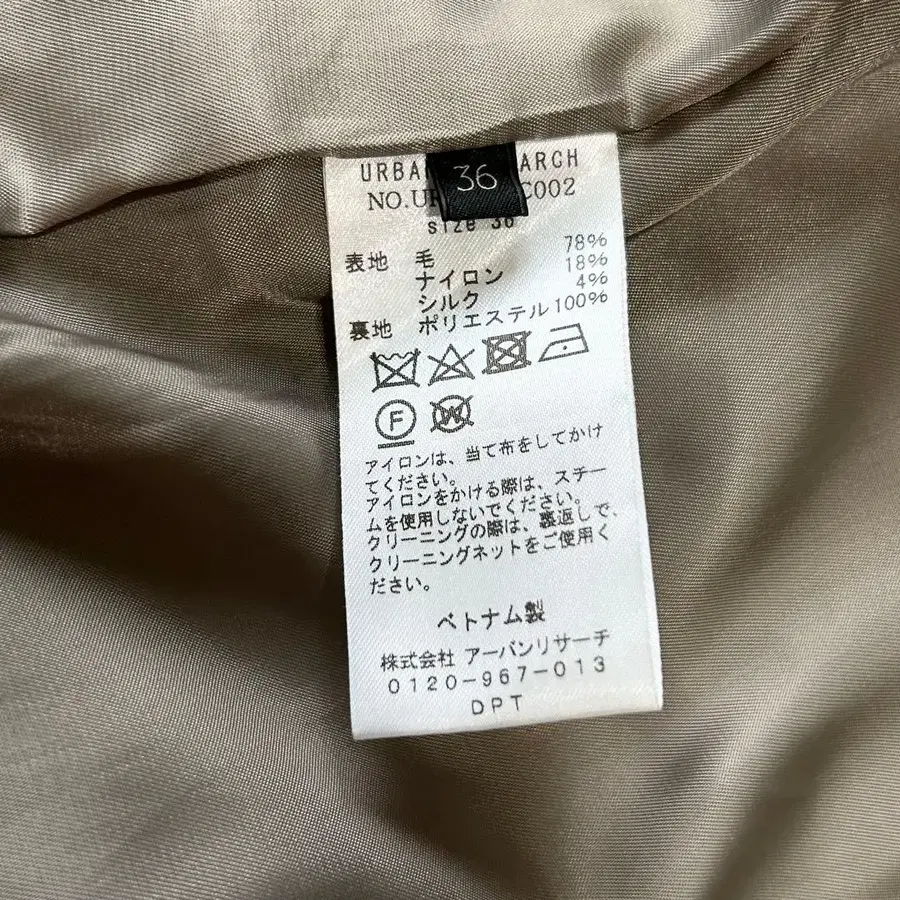 36
URBA ARCH
NO.UR C002
size 36
表地 毛 78%
ナイロン 18%
シルク 4%
裏地 ポリエステル 100%
F W
アイロンは、当て布をしてかけ
てください。
アイロンをかける際は、スチー
ムを使用しないでください。
クリーニングの際は、裏返しで、
クリーニングネットをご使用く
ださい。
ベトナム製
株式会社 アーバンリサーチ
0120-967-013
DPT